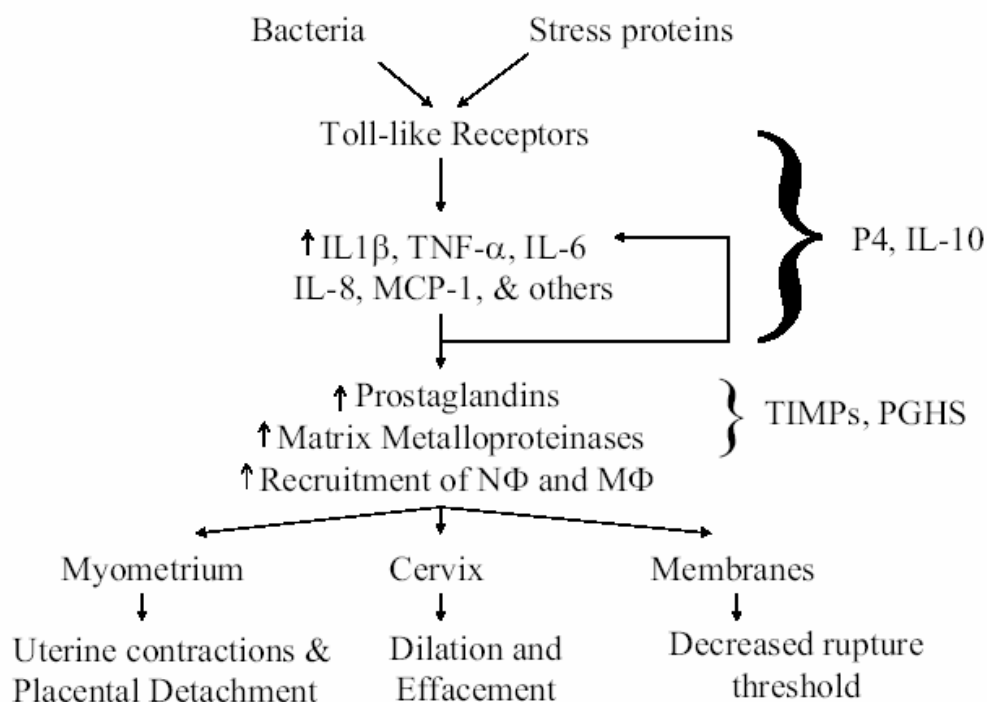 Bacteria
Stress proteins
Toll-like Receptors
↑IL1β, TNF-α, IL-6
IL-8, MCP-1, & others
P4, IL-10
↑Prostaglandins
↑Matrix Metalloproteinases
↑Recruitment of NΦ and MΦ
TIMPs, PGHS
Myometrium
Cervix
Membranes
Uterine contractions &
Placental Detachment
Dilation and
Effacement
Decreased rupture
threshold